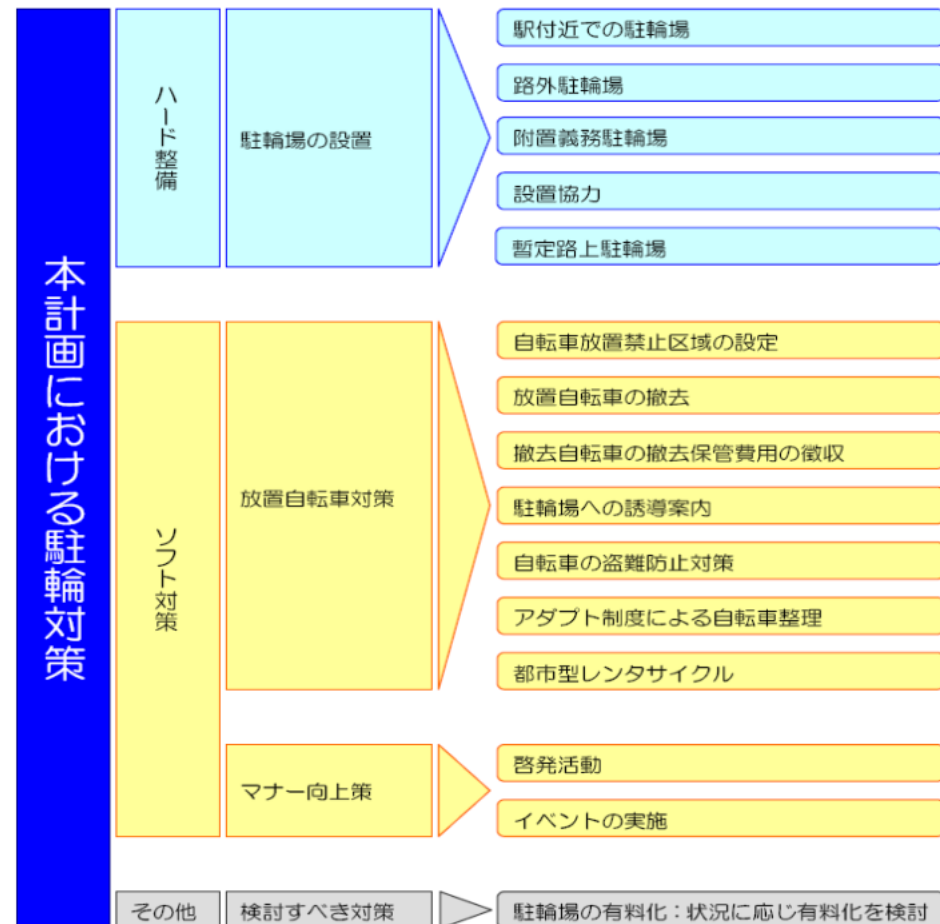 本計画における駐輪対策
ハード整備
駐輪場の設置
駅付近での駐輪場
路外駐輪場
附置義務駐輪場
設置協力
暫定路上駐輪場
ソフト対策
放置自転車対策
自転車放置禁止区域の設定
放置自転車の撤去
撤去自転車の撤去保管費用の徴収
駐輪場への誘導案内
自転車の盗難防止対策
アダプト制度による自転車整理
都市型レンタサイクル
マナー向上策
啓発活動
イベントの実施
その他
検討すべき対策
駐輪場の有料化：状況に応じ有料化を検討